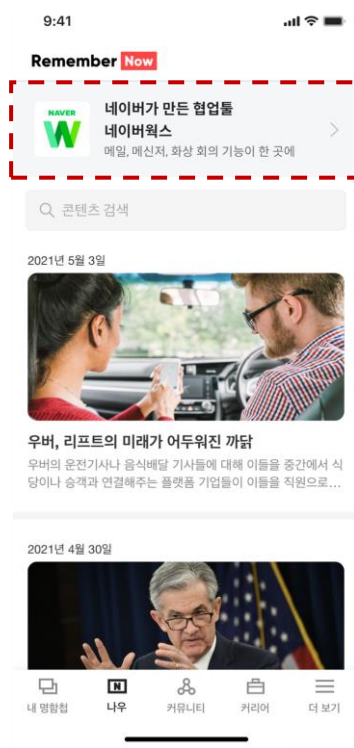 9:41
Remember Now
NAVER
W
네이버가 만든 협업툴
네이버웍스
메일, 메신저, 화상 회의 기능이 한 곳에
콘텐츠 검색
2021년 5월 3일
우버, 리프트의 미래가 어두워진 까닭
우버의 운전기사나 음식배달 기사들에 대해 이들을 중간에서 식
당이나 승객과 연결해주는 플랫폼 기업들이 이들을 직원으로...
2021년 4월 30일
N
내 명함첩 나우 커뮤니티 커리어 더 보기